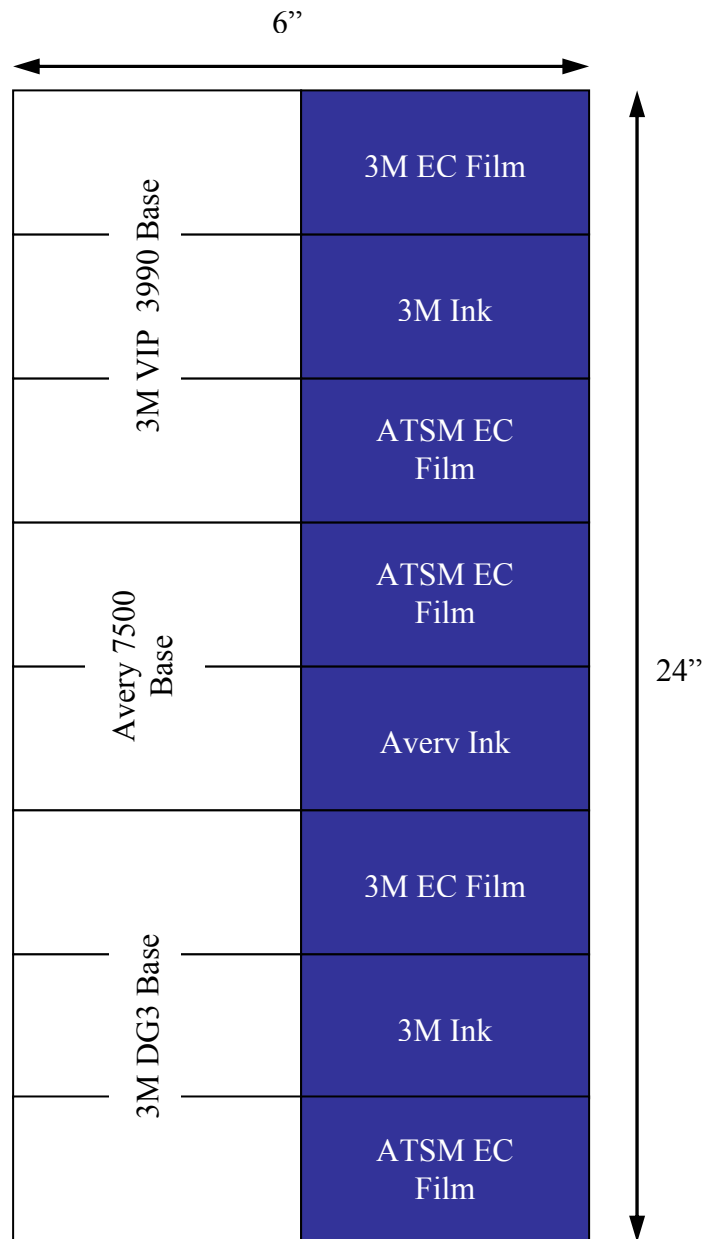 6”
3M EC Film
3M VIP  3990 Base
3M Ink
ATSM EC
Film
Avery 7500
Base
ATSM EC
Film
24”
Averv Ink
3M EC Film
3M DG3 Base
3M Ink
ATSM EC
Film